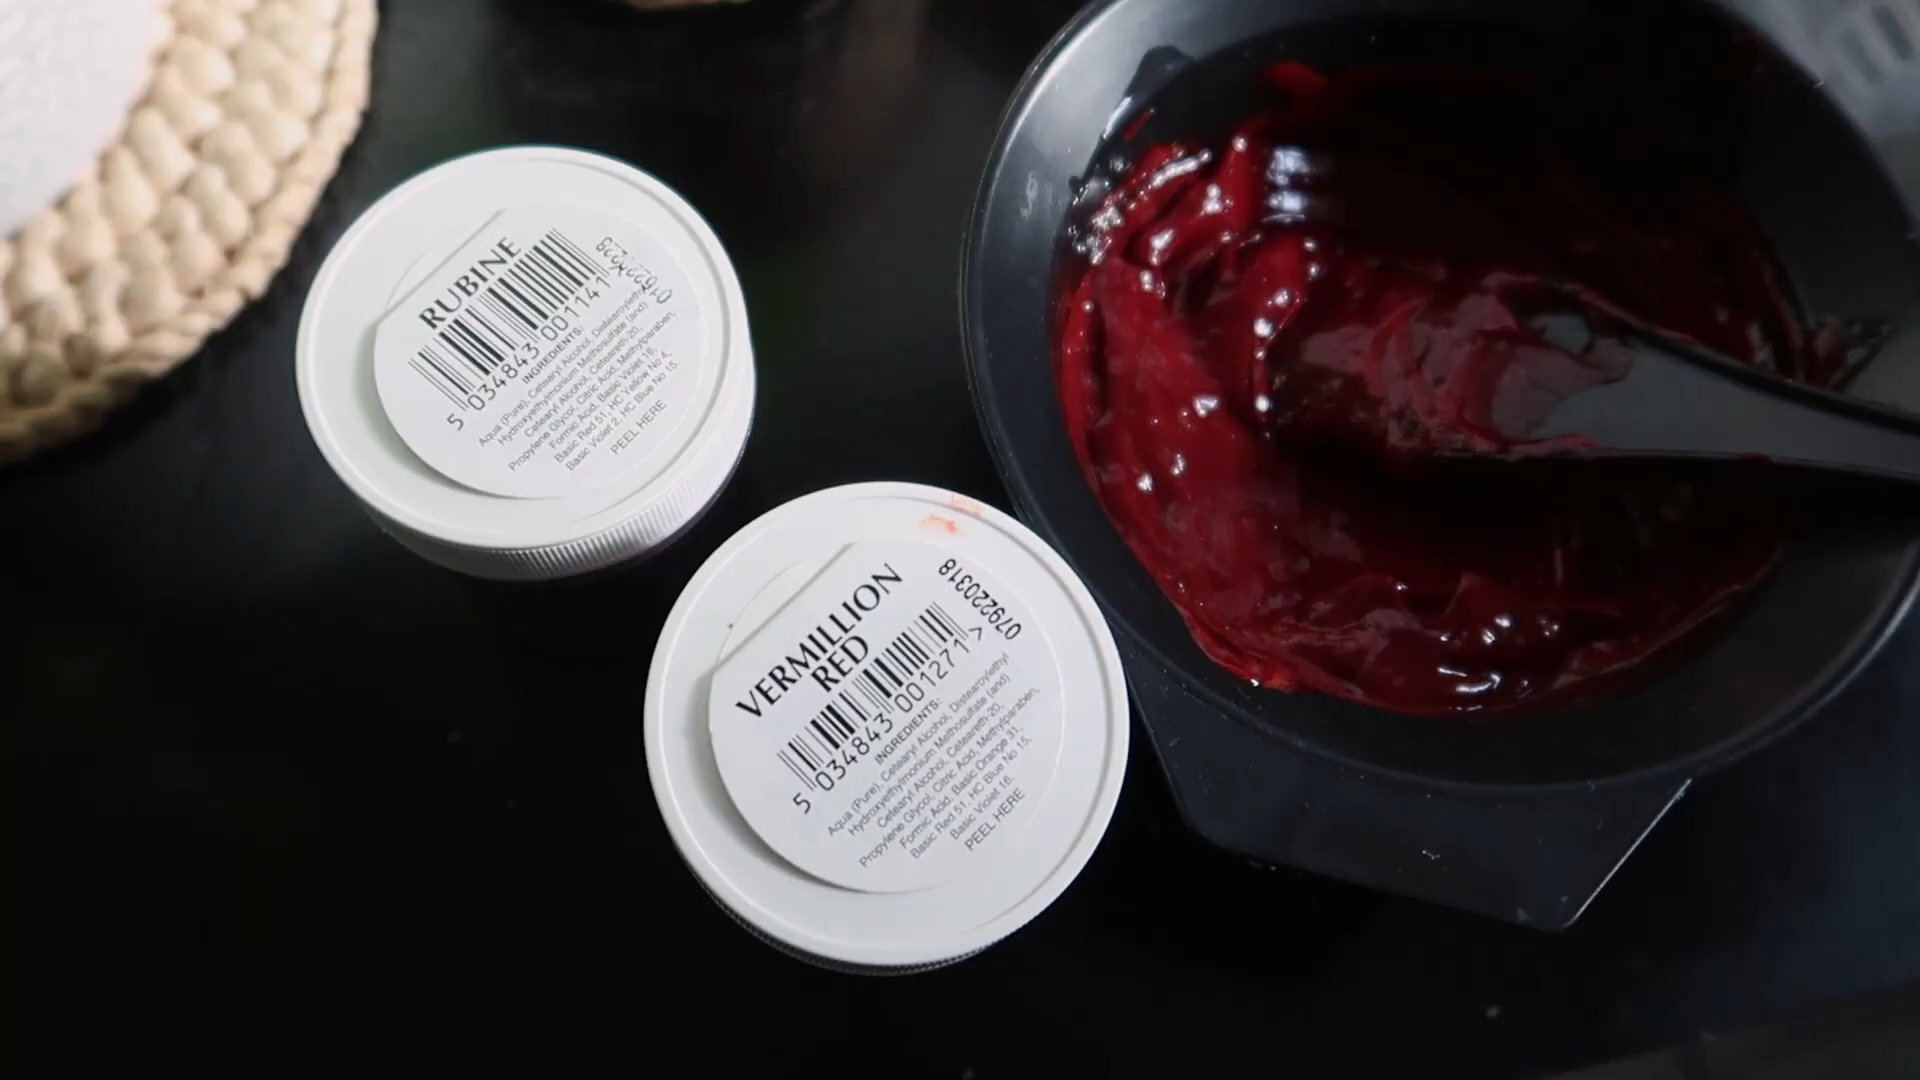 RUBINE
5 034843 001141
INGREDIENTS:
Aqua (Pure), Cetearyl Alcohol, Distearoylethyl
Hydroxyethylmonium Methosulfate (and)
Cetearyl Alcohol, Ceteareth-20,
Propylene Glycol, Citric Acid, Methylparaben,
Formic Acid, Basic Violet 16,
Basic Red 51, HC Yellow No 4,
Basic Violet 2, HC Blue No 15.
PEEL HERE
VERMILLION
RED
5 034843 001271 >
079220318
INGREDIENTS:
Aqua (Pure), Cetearyl Alcohol, Distearoylethyl
Hydroxyethylmonium Methosulfate (and)
Cetearyl Alcohol, Ceteareth-20,
Propylene Glycol, Citric Acid, Methylparaben,
Formic Acid, Basic Orange 31,
Basic Red 51, HC Blue No 15,
Basic Violet 16.
PEEL HERE